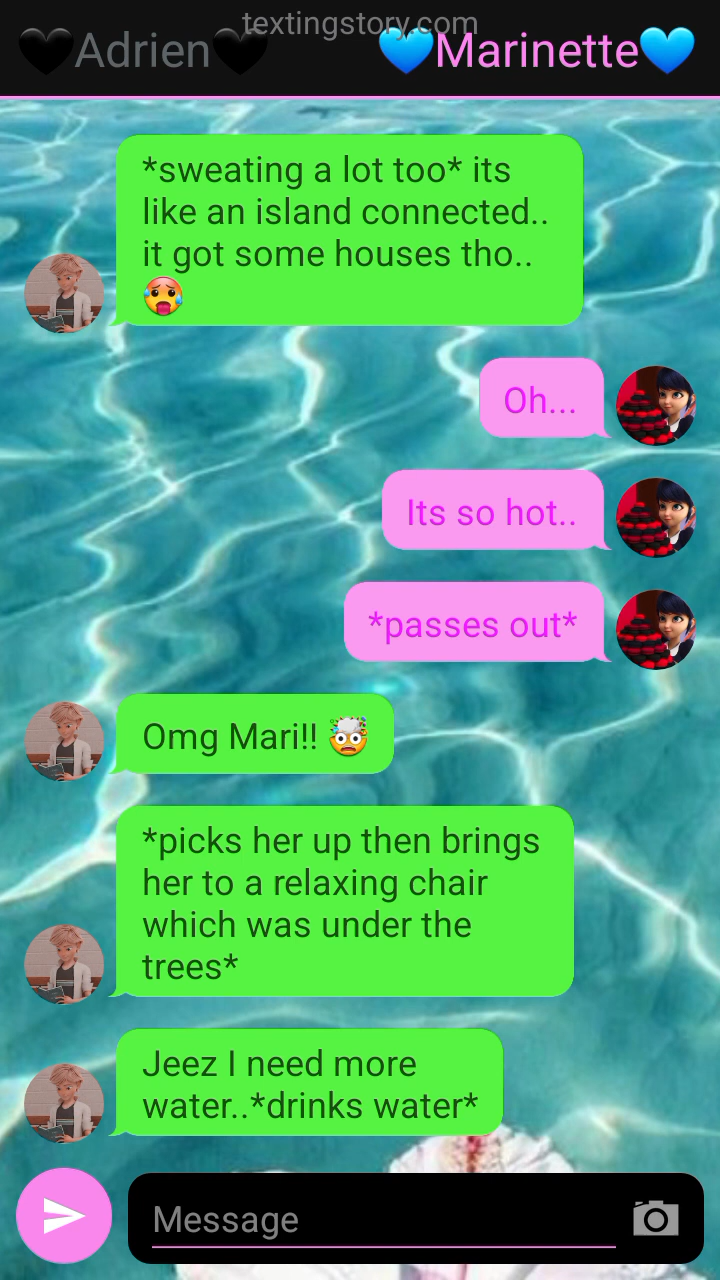 textingstory.com
🖤Adrien🖤 💙Marinette💙
*sweating a lot too* its
like an island connected..
it got some houses tho..
🥵
Oh...
Its so hot..
*passes out*
Omg Mari!! 🤯
*picks her up then brings
her to a relaxing chair
which was under the
trees*
Jeez I need more
water..*drinks water*
Message